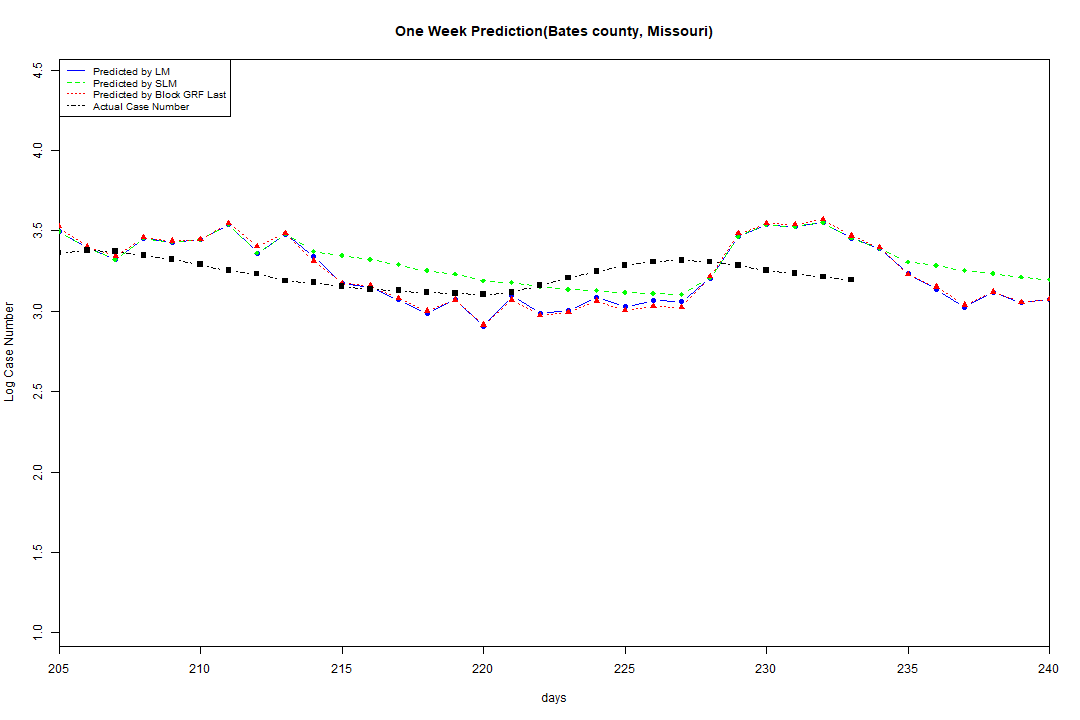 One Week Prediction(Bates county, Missouri)
Predicted by LM
Predicted by SLM
Predicted by Block GRF Last
Actual Case Number
4.5
4.0
3.5
3.0
2.5
2.0
1.5
1.0
Log Case Number
205 210 215 220 225 230 235 240
days